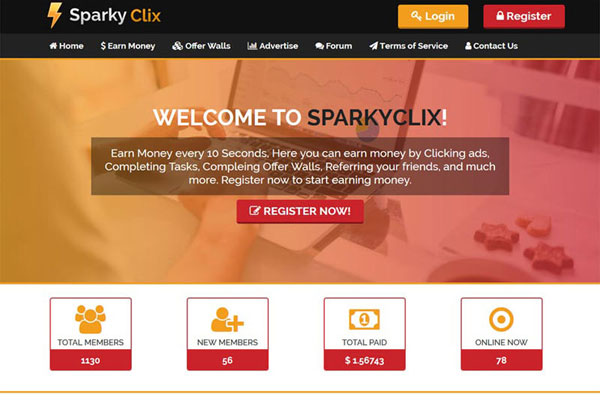 Sparky Clix
Login
Register
Home
Earn Money
Offer Walls
Advertise
Forum
Terms of Service
Contact Us
WELCOME TO SPARKYCLIX!
Earn Money every 10 Seconds, Here you can earn money by Clicking ads,
Completing Tasks, Compleing Offer Walls, Referring your friends, and much
more. Register now to start earning money.
REGISTER NOW!
TOTAL MEMBERS
1130
NEW MEMBERS
56
1
TOTAL PAID
$ 1.56743
ONLINE NOW
78